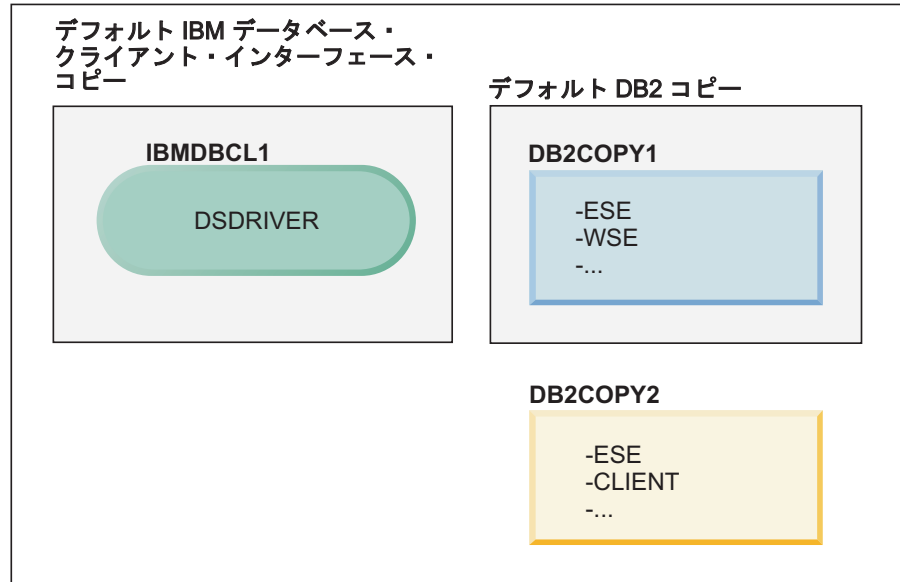 デフォルト IBM データベース・
クライアント・インターフェース・
コピー
IBMDBCL1
DSDRIVER
デフォルト DB2 コピー
DB2COPY1
-ESE
-WSE
-...
DB2COPY2
-ESE
-CLIENT
-...